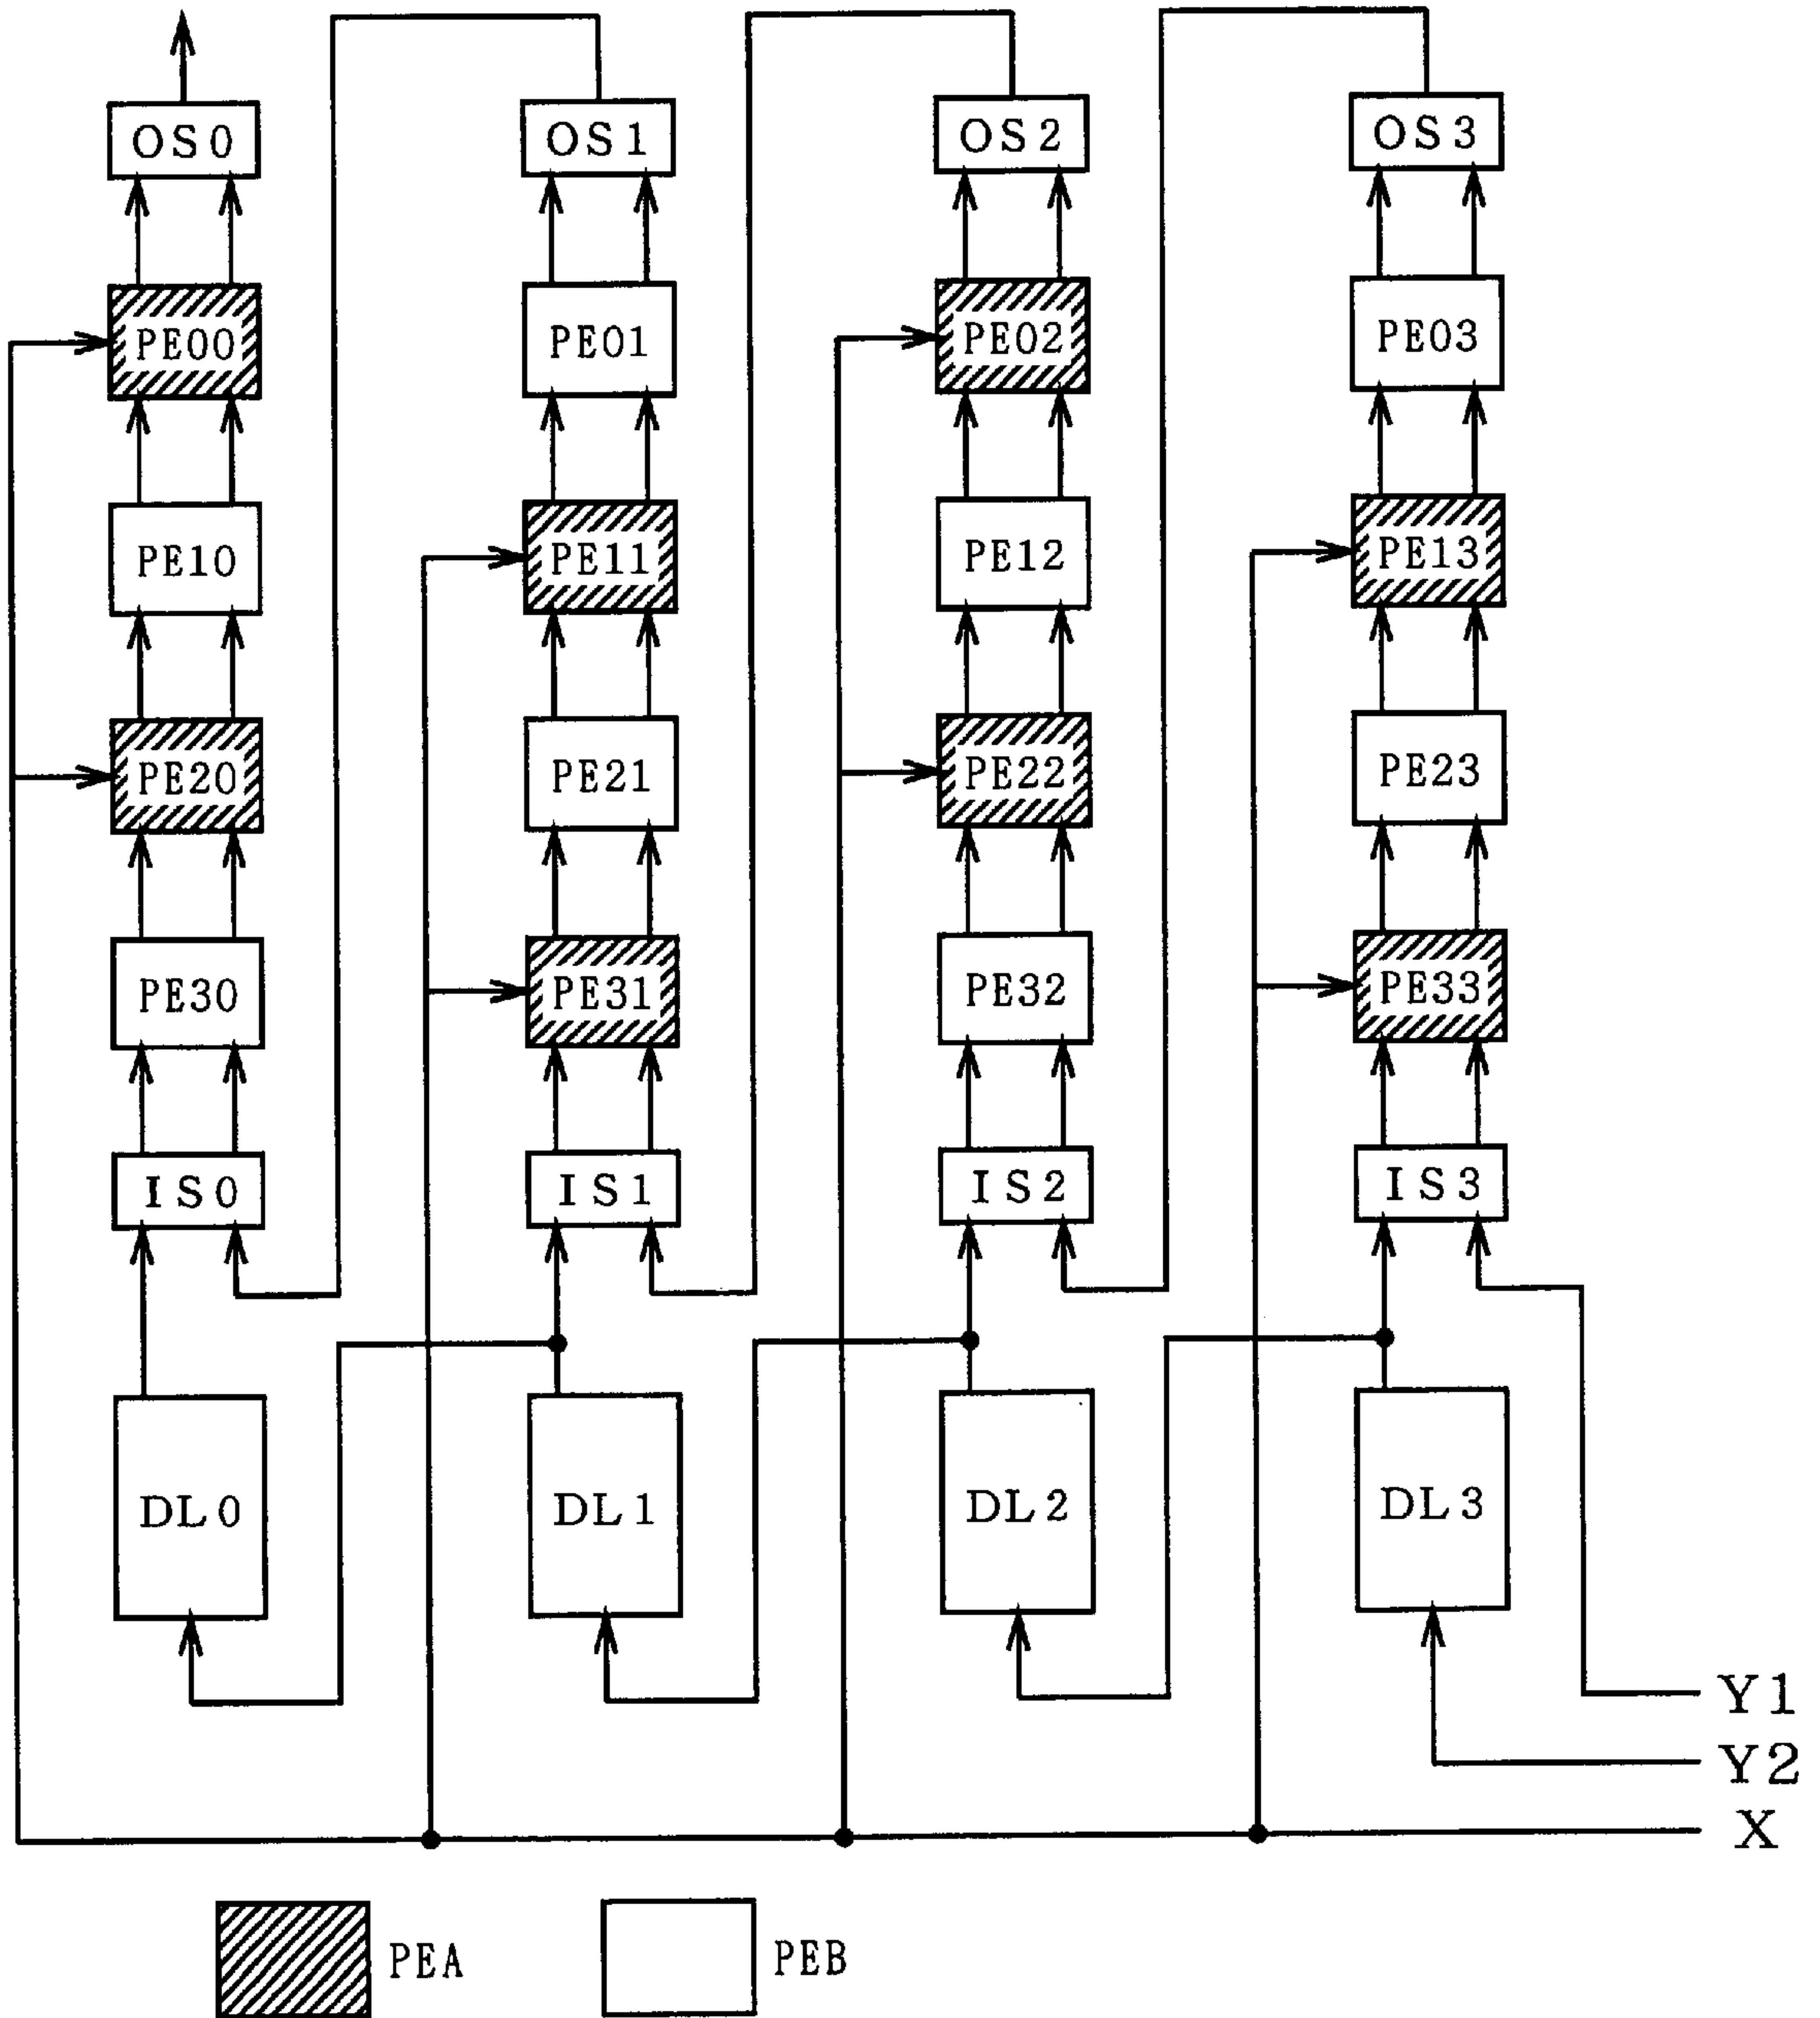 OS0 OS1 OS2 OS3
PE00 PE01 PE02 PE03
PE10 PE11 PE12 PE13
PE20 PE21 PE22 PE23
PE30 PE31 PE32 PE33
IS0 IS1 IS2 IS3
DL0 DL1 DL2 DL3
Y1
Y2
X
PEA PEB